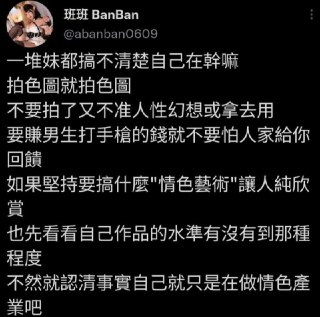 班班 BanBan
@abanban0609
一堆妹都搞不清楚自己在幹嘛
拍色圖就拍色圖
不要拍了又不准人性幻想或拿去用
要賺男生打手槍的錢就不要怕人家給你
回饋
如果堅持要搞什麼"情色藝術"讓人純欣
賞
也先看看自己作品的水準有沒有到那種
程度
不然就認清事實自己就只是在做情色產
業吧